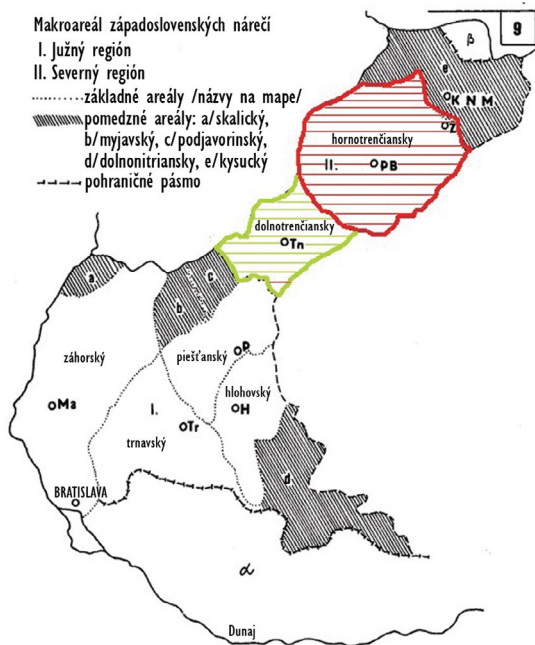 Makroareál západoslovenských nárečí
I. Južný región
II. Severný región
základné areály /názvy na mape/
pomedzné areály: a/skalický,
b/myjavský, c/podjavorinský,
d/dolnonitriansky, e/kysucký
pohraničné pásmo
9
β
e
K N M
Ž
hornotrenčiansky
II.
PB
dolnotrenčiansky
Tn
a
c
b
záhorský
piešťanský
P
hlohovský
Ma
I.
H
Tr
trnavský
d
BRATISLAVA
α
Dunaj